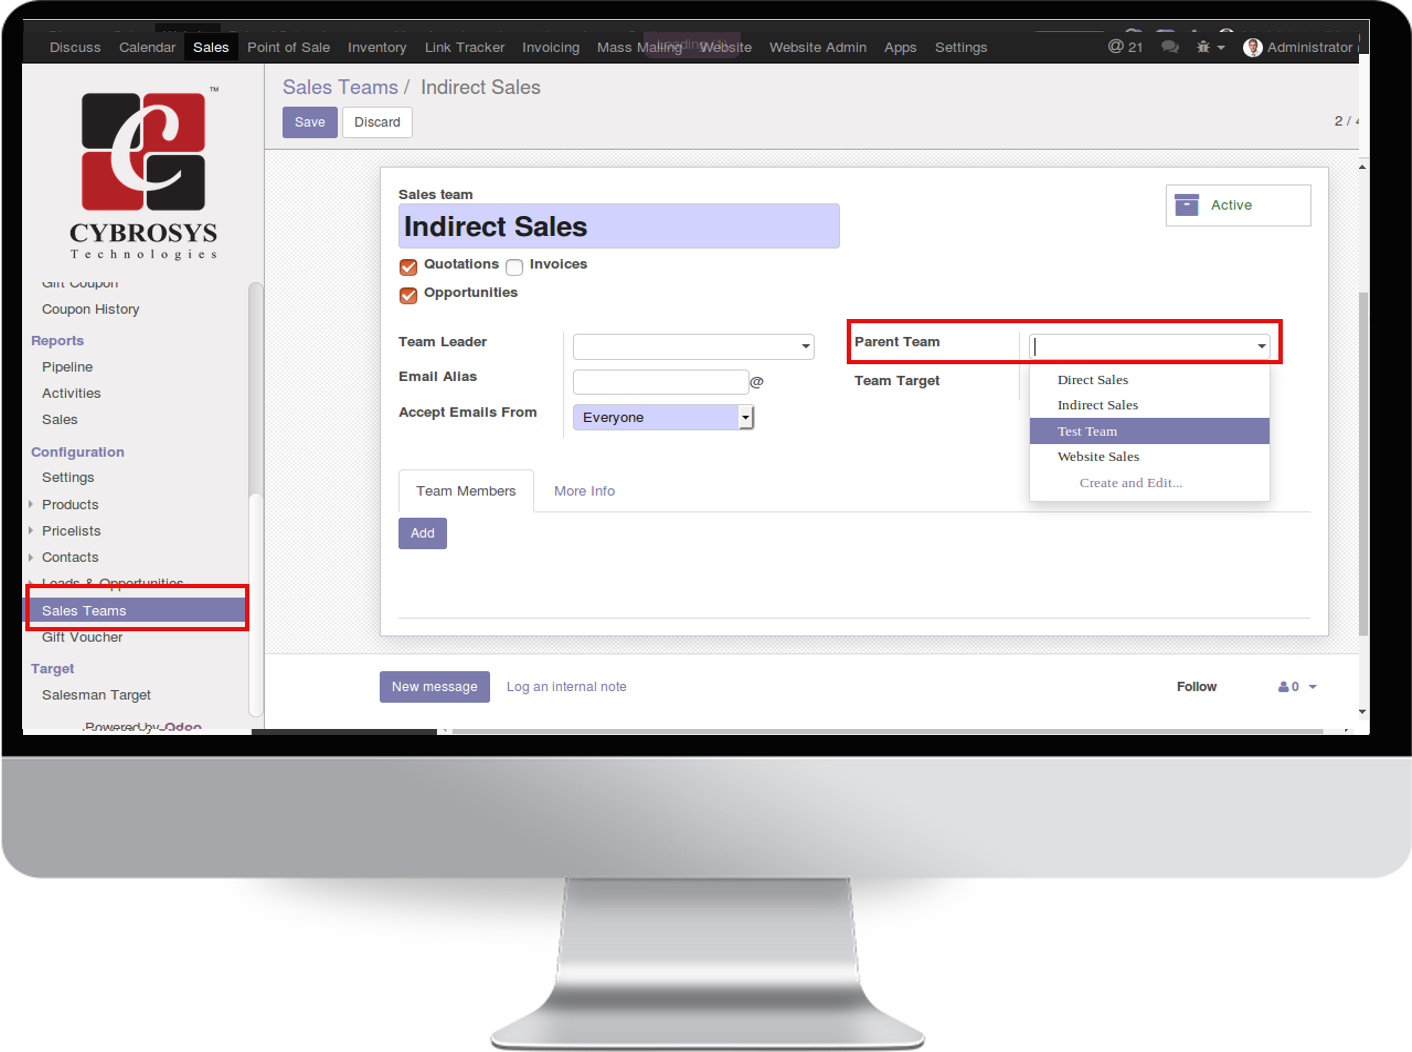 Discuss Calendar Sales Point of Sale Inventory Link Tracker Invoicing Mass Mailing Website Website Admin Apps Settings @ 21 Administrator
™
CYBROSYS
Technologies
Gift Coupon
Coupon History
Reports
Pipeline
Activities
Sales
Configuration
Settings
Products
Pricelists
Contacts
Leads & Opportunities
Sales Teams
Gift Voucher
Target
Salesman Target
Powered by Odoo
Sales Teams / Indirect Sales
Save Discard
2 / 4
Sales team
Indirect Sales
Active
Quotations Invoices
Opportunities
Team Leader
Email Alias @
Accept Emails From Everyone
Parent Team
Team Target
Direct Sales
Indirect Sales
Test Team
Website Sales
Create and Edit...
Team Members More Info
Add
New message Log an internal note
Follow 0